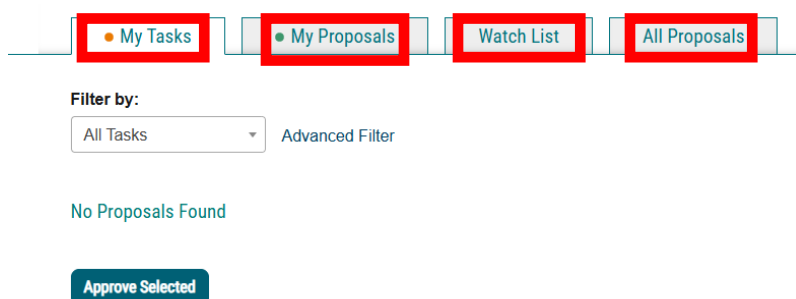 My Tasks My Proposals Watch List All Proposals
Filter by:
All Tasks Advanced Filter
No Proposals Found
Approve Selected